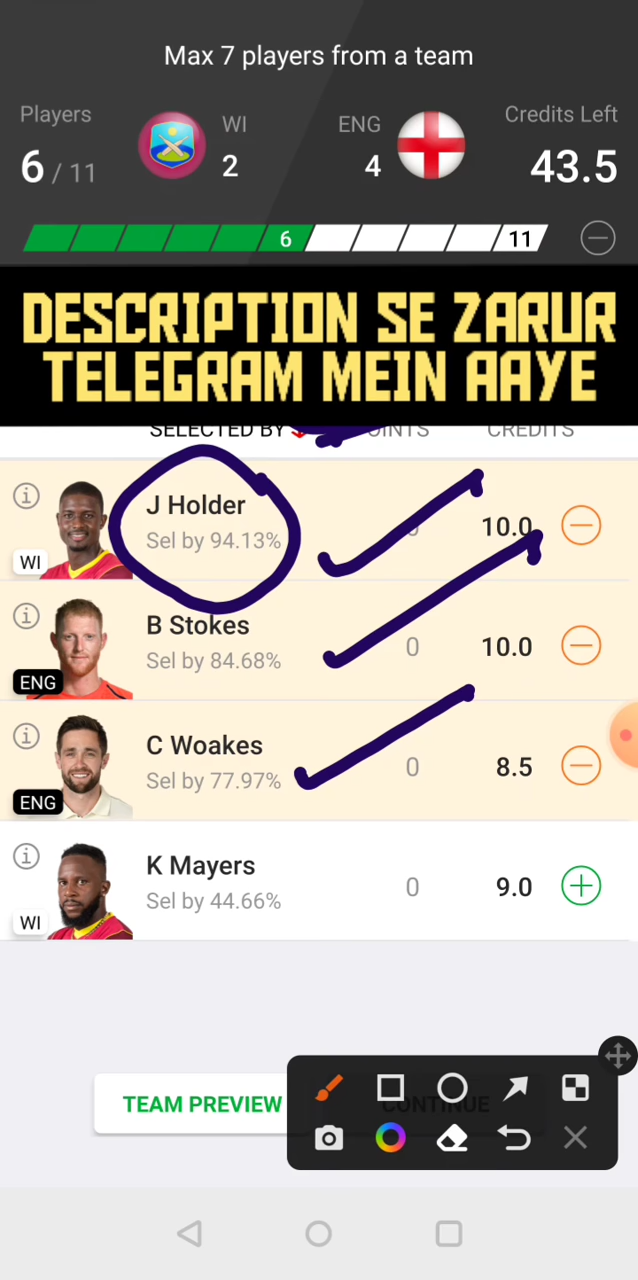 Max 7 players from a team
Players WI ENG Credits Left
6 / 11 2 4 43.5
6 11
DESCRIPTION SE ZARUR
TELEGRAM MEIN AAYE
SELECTED BY POINTS CREDITS
J Holder
Sel by 94.13% 0 10.0
WI
B Stokes
Sel by 84.68% 0 10.0
ENG
C Woakes
Sel by 77.97% 0 8.5
ENG
K Mayers
Sel by 44.66% 0 9.0
WI
TEAM PREVIEW CONTINUE